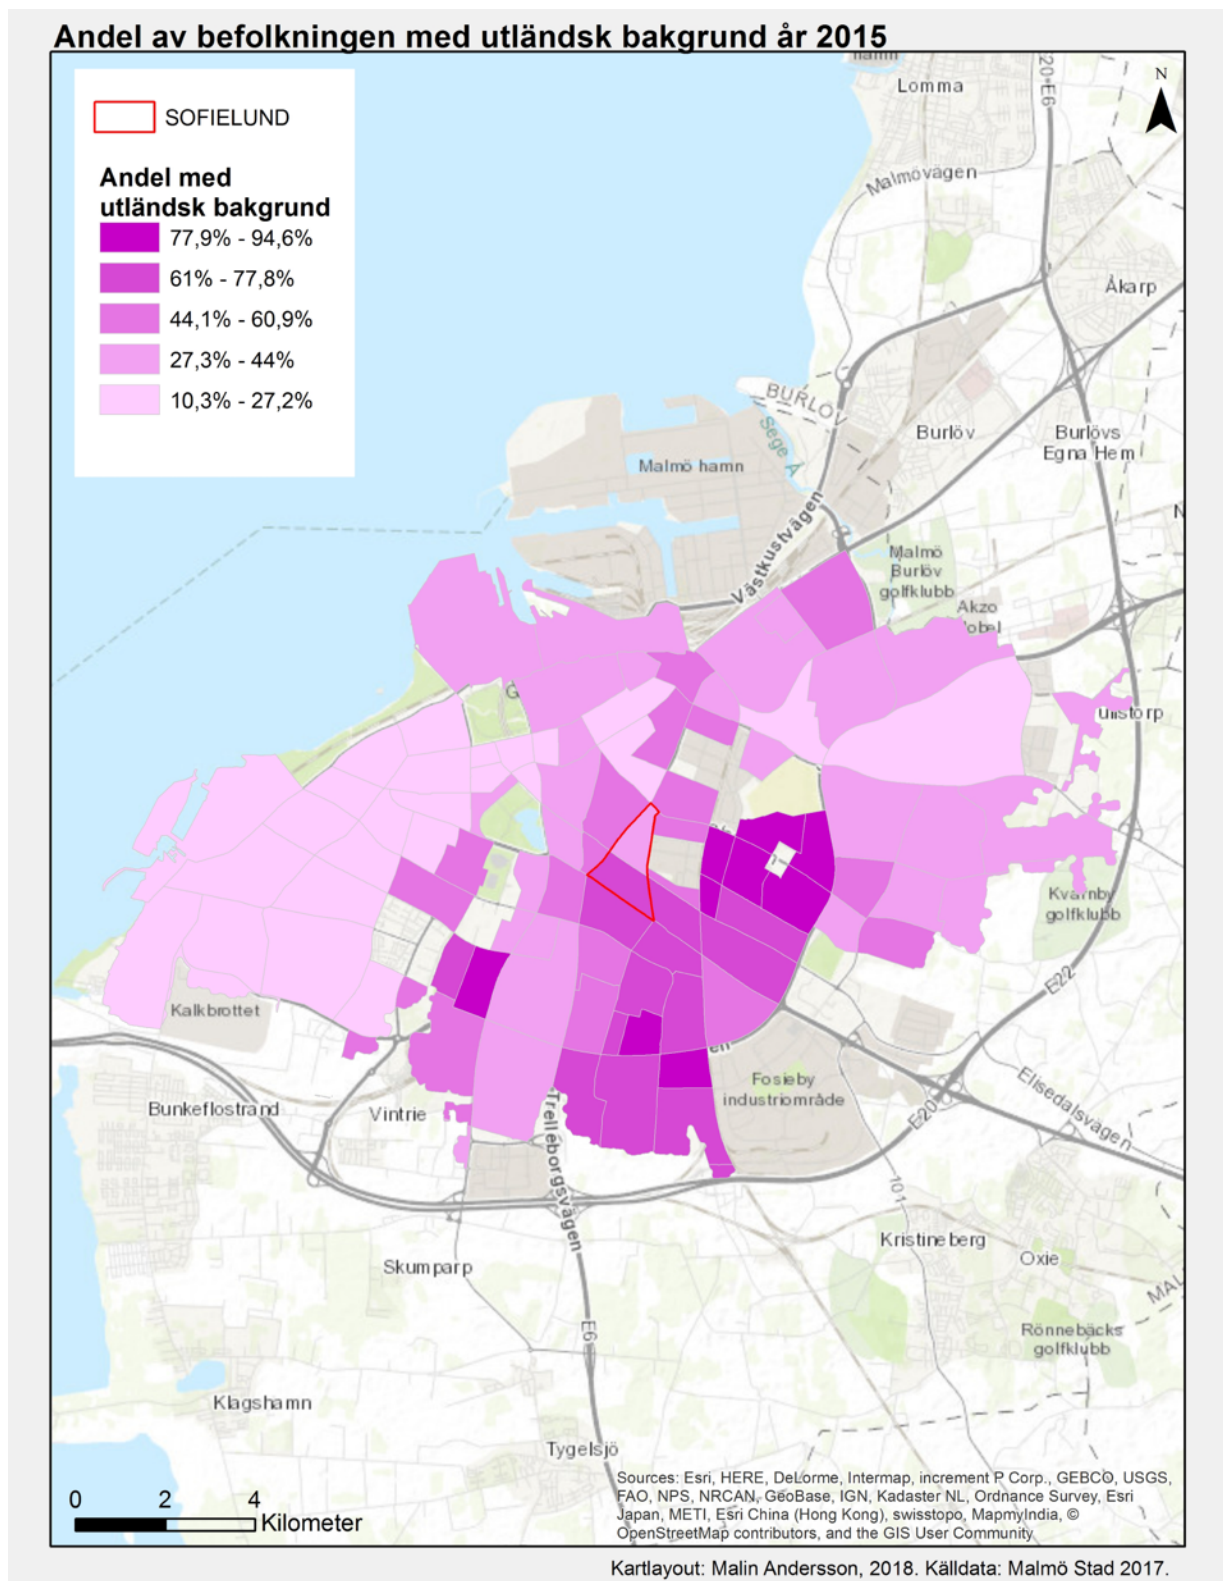 Andel av befolkningen med utländsk bakgrund år 2015
SOFIELUND
Andel med
utländsk bakgrund
77,9% - 94,6%
61% - 77,8%
44,1% - 60,9%
27,3% - 44%
10,3% - 27,2%
N
Lomma
20-E6
Malmövägen
Åkarp
BURLÖV
Sege Å
Burlöv
Burlövs
Egna Hem
Malmö hamn
Västkustvägen
Malmö
Burlöv
golfklubb
Akzo
Kvarnby
golfklubb
E22
Kalkbrottet
Fosieby
industriområde
Bunkeflostrand
Vintrie
Trelleborgsvägen
E20
Elisedalsvägen
101
Kristineberg
Oxie
Skumparp
E6
Rönnebäcks
golfklubb
Klagshamn
Tygelsjö
Sources: Esri, HERE, DeLorme, Intermap, increment P Corp., GEBCO, USGS,
FAO, NPS, NRCAN, GeoBase, IGN, Kadaster NL, Ordnance Survey, Esri
Japan, METI, Esri China (Hong Kong), swisstopo, MapmyIndia, ©
OpenStreetMap contributors, and the GIS User Community
0 2 4
Kilometer
Kartlayout: Malin Andersson, 2018. Källdata: Malmö Stad 2017.